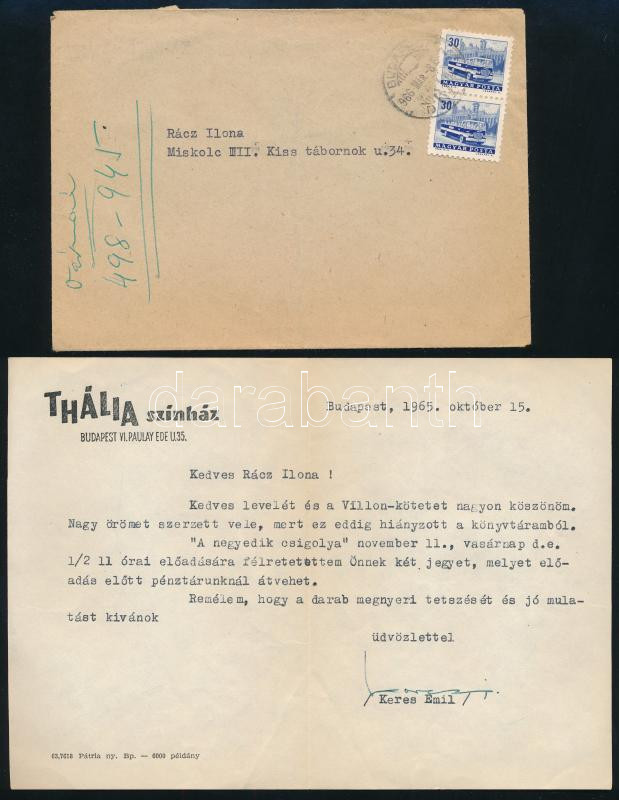 30
MAGYAR POSTA
30
MAGYAR POSTA
Rácz Ilona
Miskolc III. Kiss tábornok u.34.
498-945
darabanth
THÁLIA színház
BUDAPEST VI. PAULAY EDE U. 35.
Budapest, 1965. október 15.
Kedves Rácz Ilona !
Kedves levelét és a Villon-kötetet nagyon köszönöm.
Nagy örömet szerzett vele, mert ez eddig hiányzott a könyvtáramból.
"A negyedik csigolya" november 11., vasárnap d.e.
1/2 11 órai előadására félretetettem Önnek két jegyet, melyet elő-
adás előtt pénztárunknál átvehet.
Remélem, hogy a darab megnyeri tetszését és jó mula-
tást kivánok
üdvözlettel
/ Keres Emil /
63,7618 Pátria ny. Bp. — 6000 példány